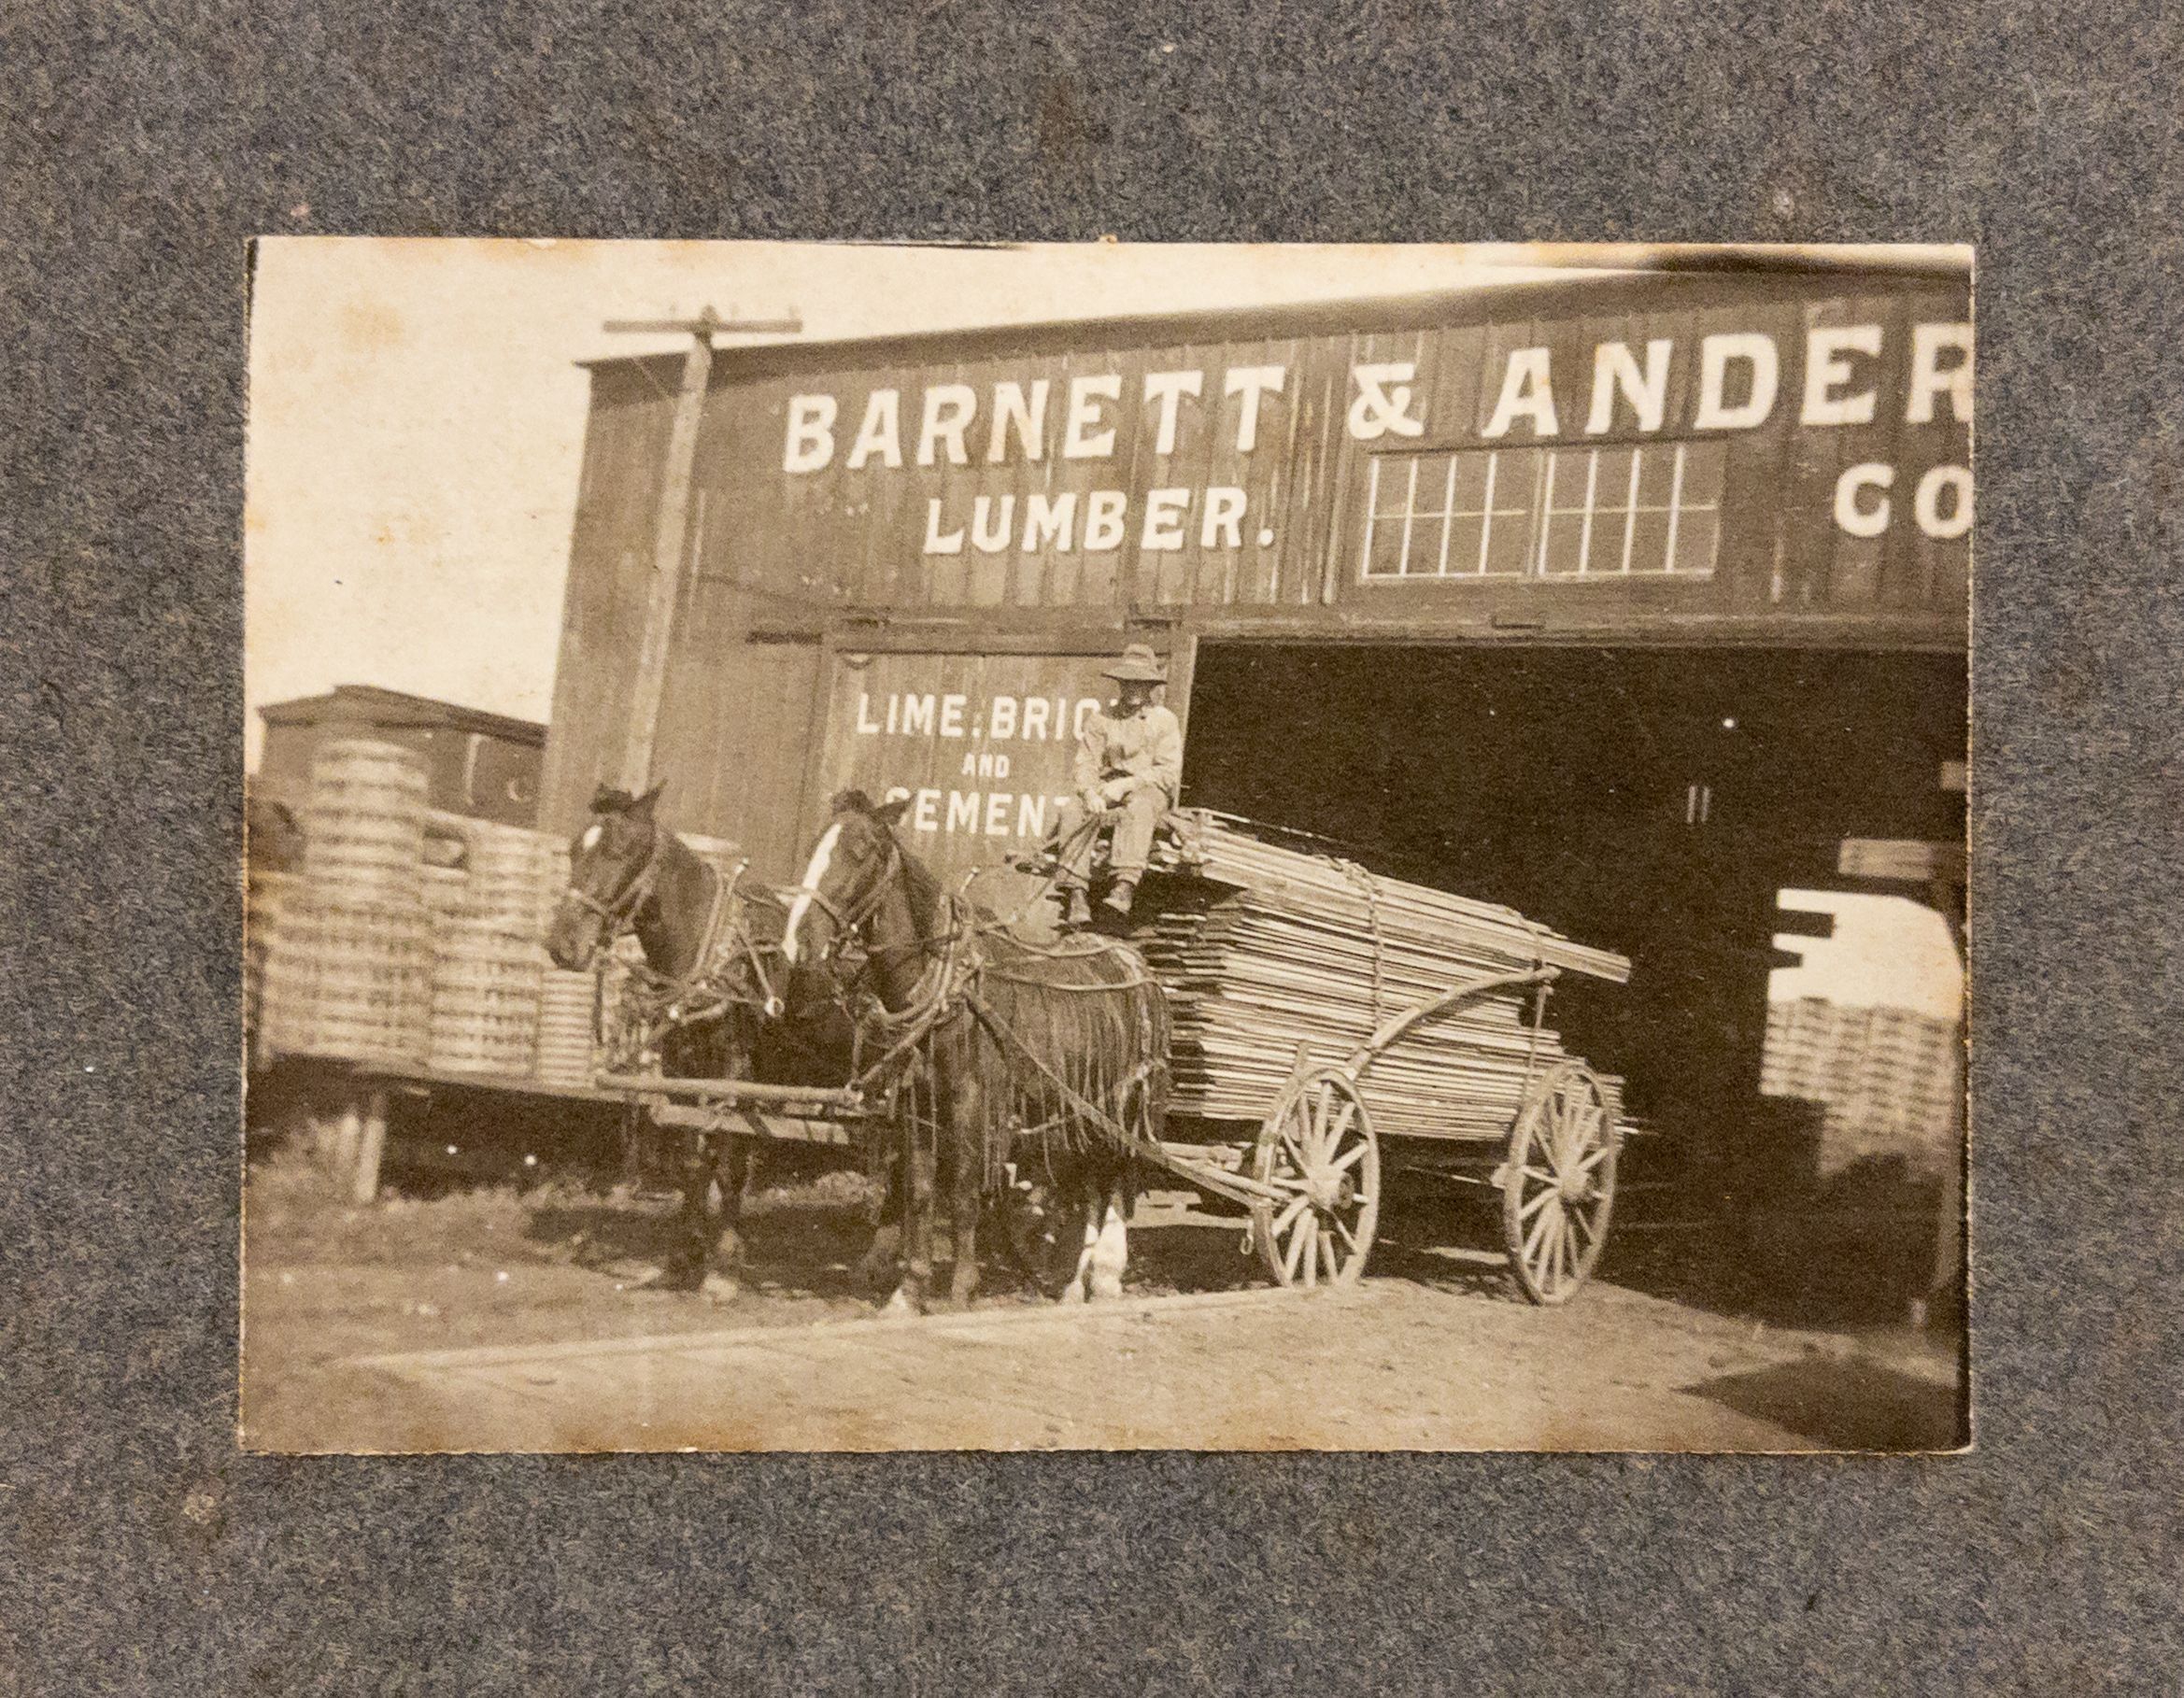 BARNETT & ANDER
LUMBER.
CO
LIME, BRIC
AND
CEMENT